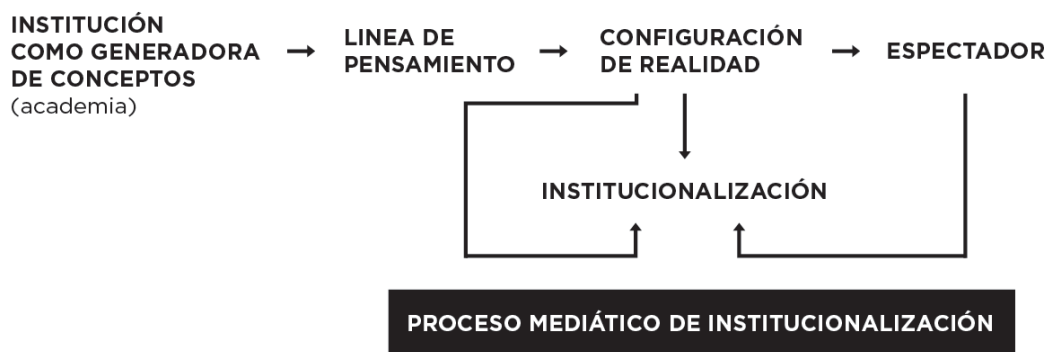 INSTITUCIÓN
COMO GENERADORA
DE CONCEPTOS
(academia)
LINEA DE
PENSAMIENTO
CONFIGURACIÓN
DE REALIDAD
ESPECTADOR
INSTITUCIONALIZACIÓN
PROCESO MEDIÁTICO DE INSTITUCIONALIZACIÓN